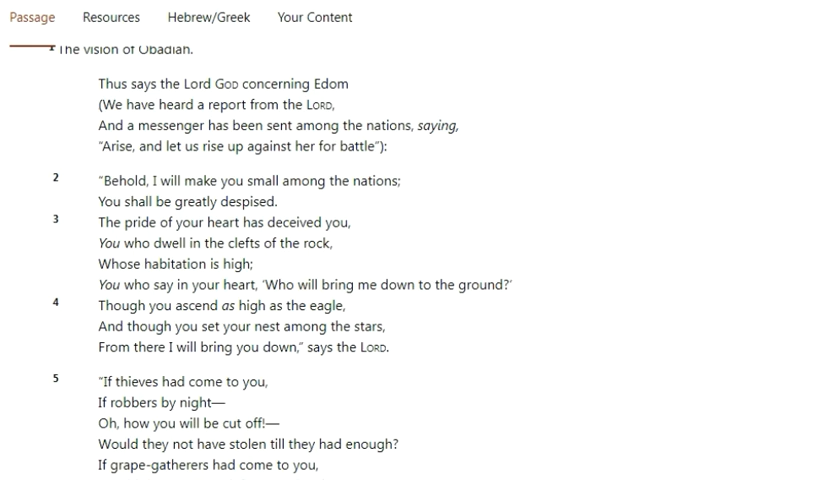 Passage Resources Hebrew/Greek Your Content
1 The vision of Obadiah.
Thus says the Lord GOD concerning Edom
(We have heard a report from the LORD,
And a messenger has been sent among the nations, saying,
“Arise, and let us rise up against her for battle”):
2 “Behold, I will make you small among the nations;
You shall be greatly despised.
3 The pride of your heart has deceived you,
You who dwell in the clefts of the rock,
Whose habitation is high;
You who say in your heart, ‘Who will bring me down to the ground?’
4 Though you ascend as high as the eagle,
And though you set your nest among the stars,
From there I will bring you down,” says the LORD.
5 “If thieves had come to you,
If robbers by night—
Oh, how you will be cut off!—
Would they not have stolen till they had enough?
If grape-gatherers had come to you,